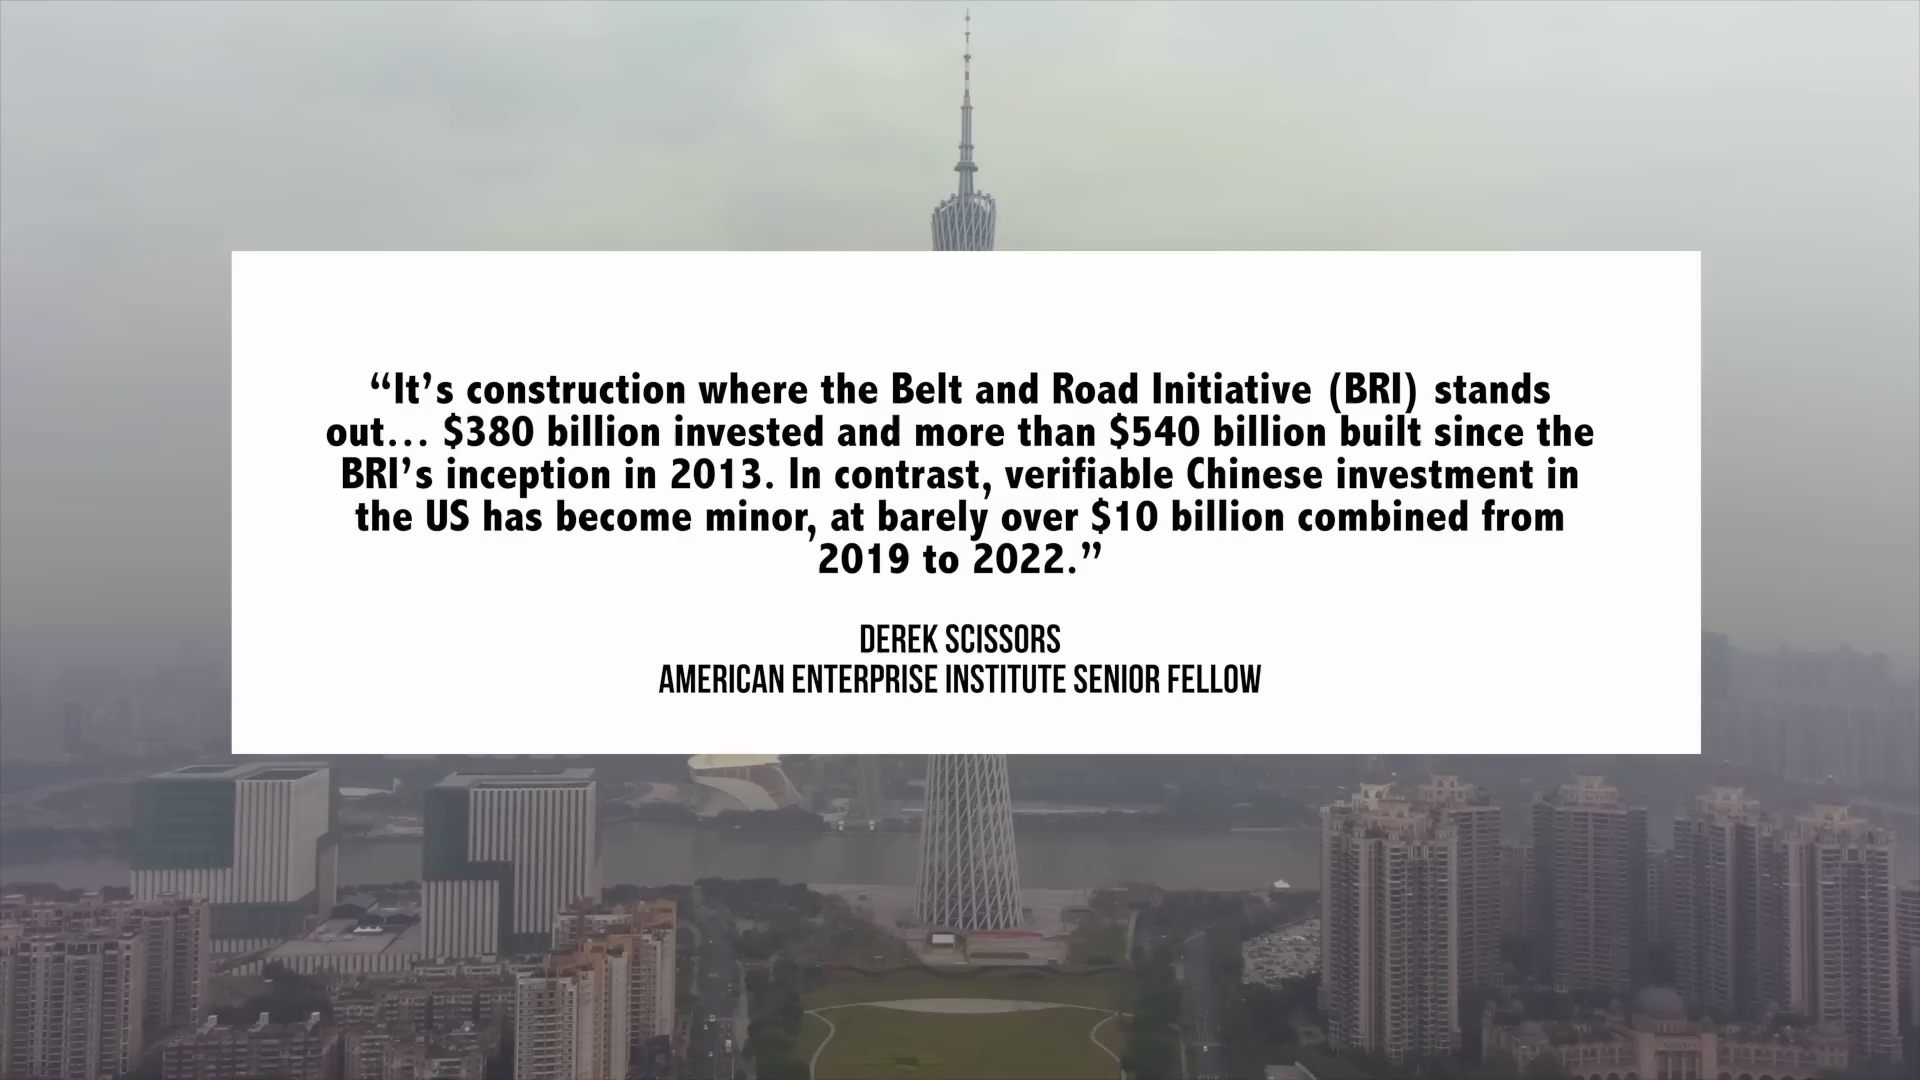 “It’s construction where the Belt and Road Initiative (BRI) stands
out... $380 billion invested and more than $540 billion built since the
BRI’s inception in 2013. In contrast, verifiable Chinese investment in
the US has become minor, at barely over $10 billion combined from
2019 to 2022.”
DEREK SCISSORS
AMERICAN ENTERPRISE INSTITUTE SENIOR FELLOW